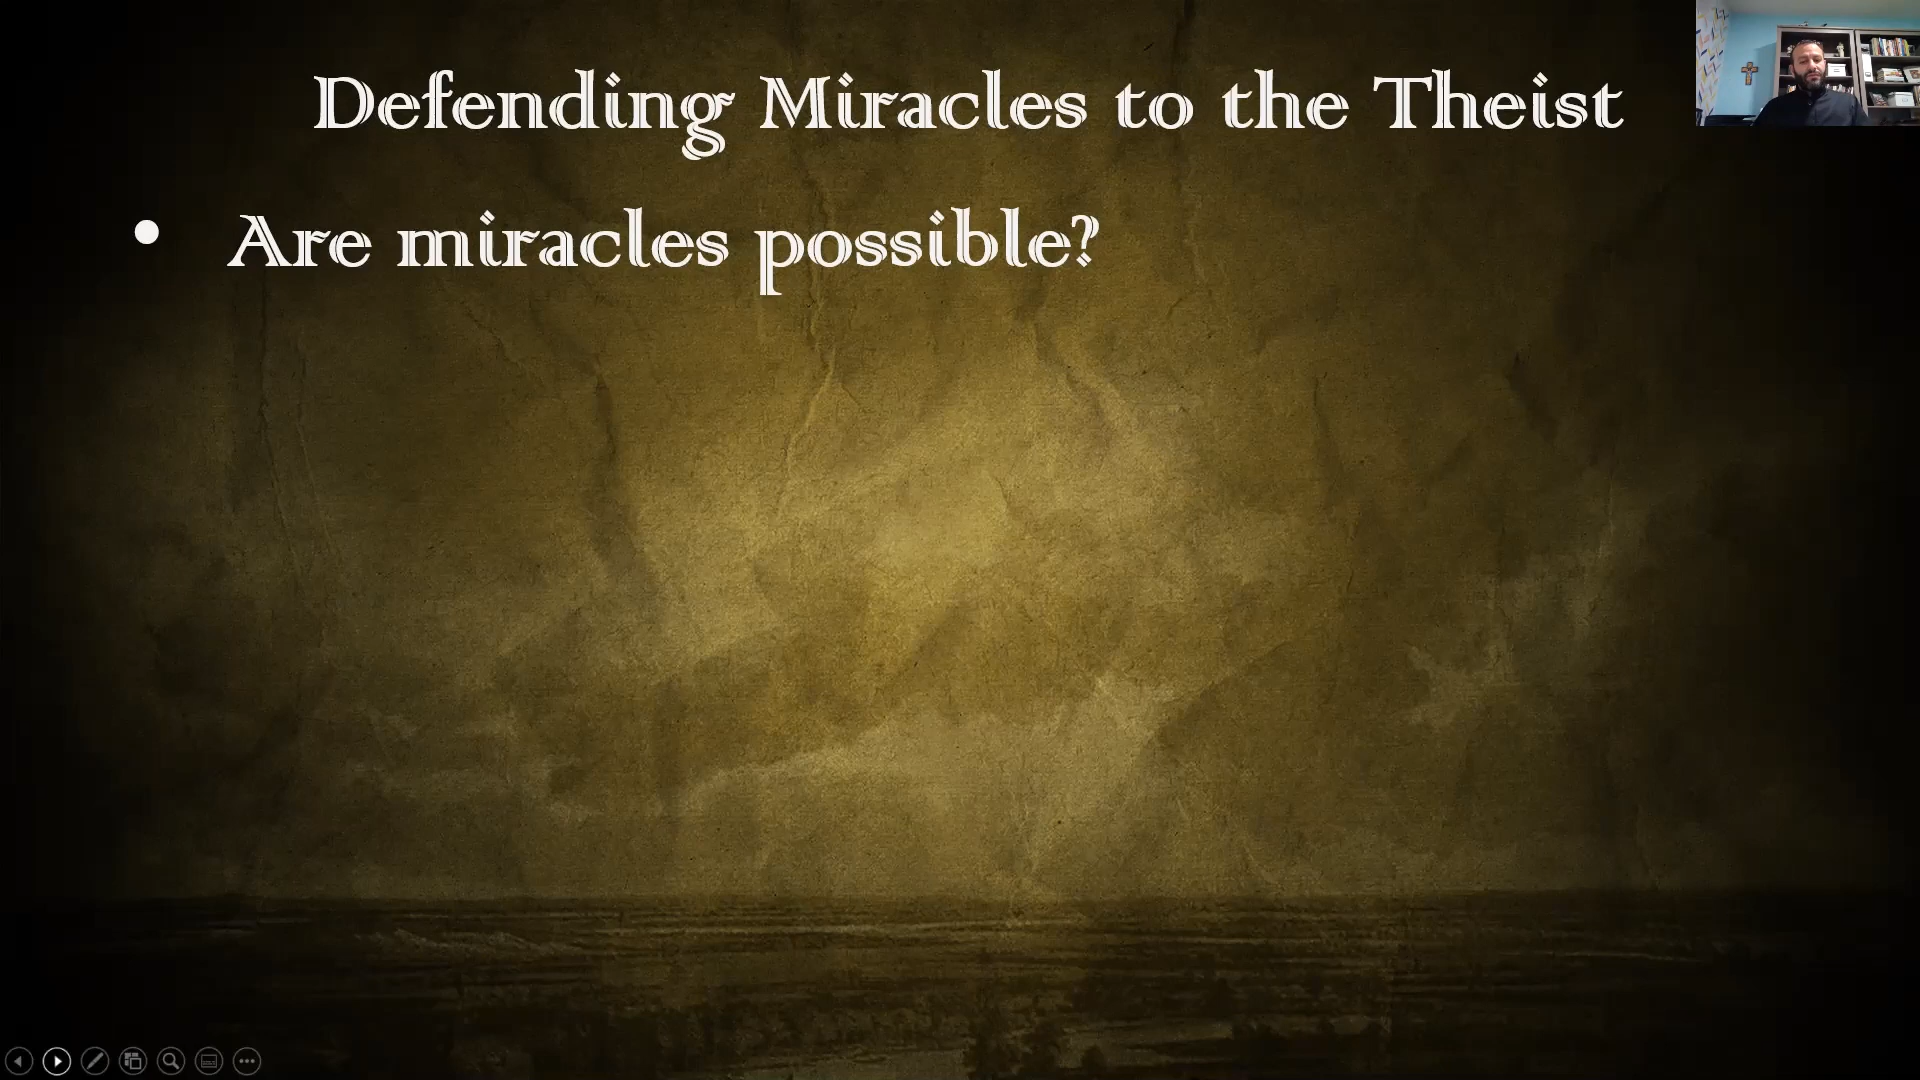 Defending Miracles to the Theist
• Are miracles possible?